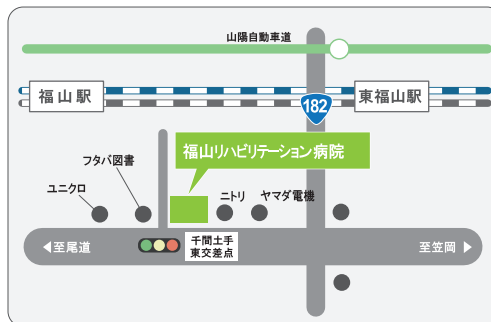 山陽自動車道
福山駅
東福山駅
182
福山リハビリテーション病院
フタバ図書
ユニクロ
ニトリ
ヤマダ電機
千間土手
東交差点
◀至尾道
至笠岡▶